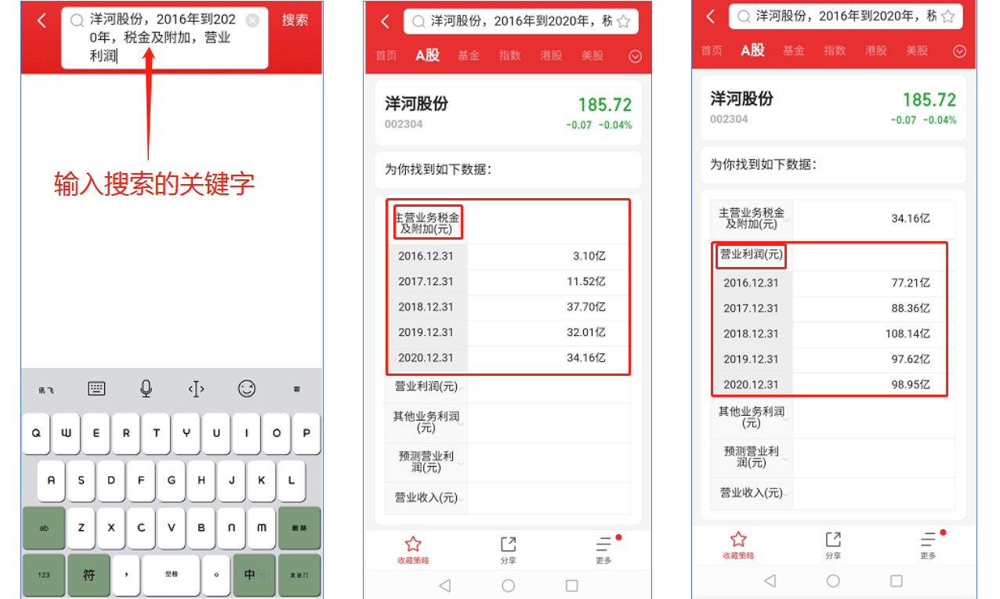 洋河股份，2016年到202
0年，税金及附加，营业
利润
搜索
输入搜索的关键字
讯飞
Q W E R T Y U I O P
A S D F G H J K L
ab Z X C V B N M 删除
123 符 ， 空格 。 中
洋河股份，2016年到2020年，税
首页 A股 基金 指数 港股 美股
洋河股份 185.72
002304 -0.07 -0.04%
为你找到如下数据：
主营业务税金
及附加(元)
2016.12.31 3.10亿
2017.12.31 11.52亿
2018.12.31 37.70亿
2019.12.31 32.01亿
2020.12.31 34.16亿
营业利润(元)
其他业务利润
(元)
预测营业利
润(元)
营业收入(元)
收藏策略 分享 更多
洋河股份，2016年到2020年，税
首页 A股 基金 指数 港股 美股
洋河股份 185.72
002304 -0.07 -0.04%
为你找到如下数据：
主营业务税金
及附加(元) 34.16亿
营业利润(元)
2016.12.31 77.21亿
2017.12.31 88.36亿
2018.12.31 108.14亿
2019.12.31 97.62亿
2020.12.31 98.95亿
其他业务利润
(元)
预测营业利
润(元)
营业收入(元)
收藏策略 分享 更多